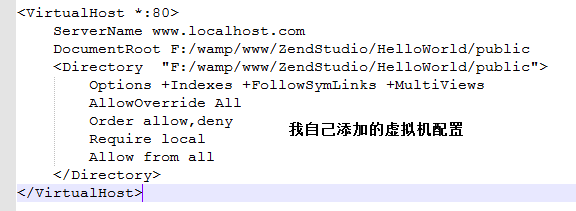 <VirtualHost *:80>
ServerName www.localhost.com
DocumentRoot F:/wamp/www/ZendStudio/HelloWorld/public
<Directory  "F:/wamp/www/ZendStudio/HelloWorld/public">
Options +Indexes +FollowSymLinks +MultiViews
AllowOverride All
Order allow,deny
Require local
我自己添加的虚拟机配置
Allow from all
</Directory>
</VirtualHost>